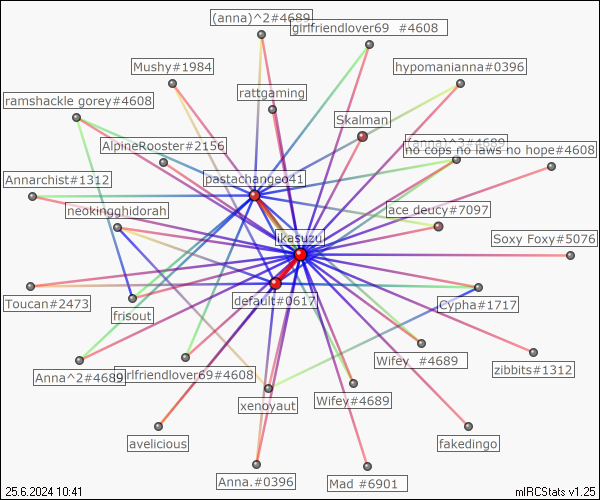 (anna)^2#4689
girlfriendlover69 #4608
Mushy#1984
hypomanianna#0396
rattgaming
ramshackle gorey#4608
Skalman
AlpineRooster#2156
(anna)^3#4689
no cops no laws no hope#4608
Annarchist#1312
pastachangeo41
neokingghidorah
ace deucy#7097
ikasuzu
Soxy Foxy#5076
Toucan#2473
default#0617
Cypha#1717
frisout
Wifey #4689
zibbits#1312
Anna^2#4689
girlfriendlover69#4608
Wifey#4689
xenoyaut
avelicious
fakedingo
Anna.#0396
Mad #6901
25.6.2024 10:41
mIRCStats v1.25